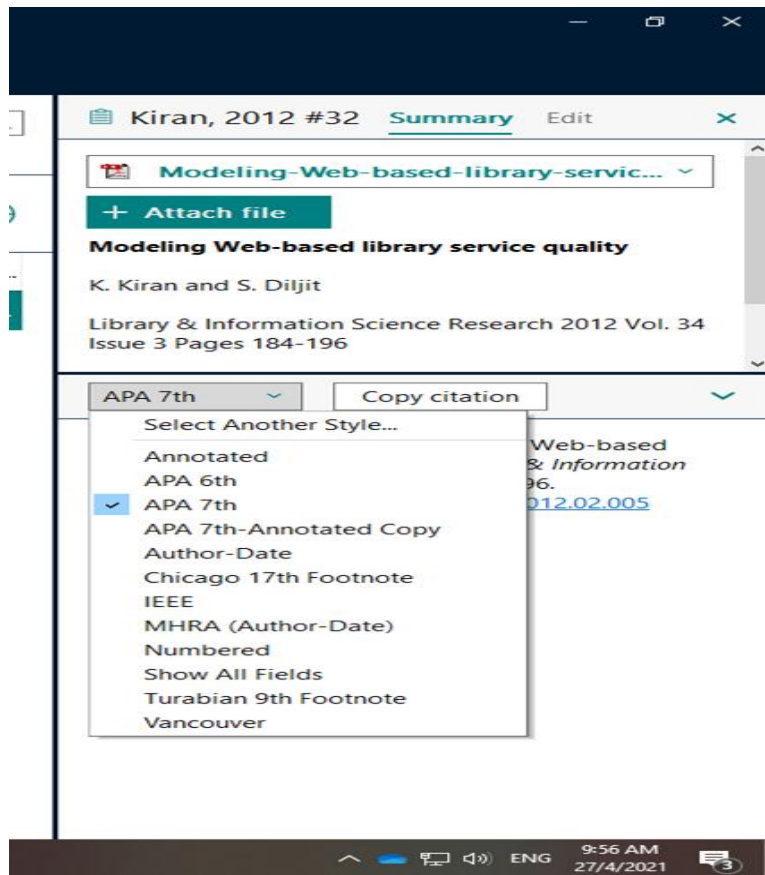 Kiran, 2012 #32 Summary Edit
Modeling-Web-based-library-servic...
+ Attach file
Modeling Web-based library service quality
K. Kiran and S. Diljit
Library & Information Science Research 2012 Vol. 34
Issue 3 Pages 184-196
APA 7th Copy citation
Select Another Style...
Web-based
Annotated
& Information
APA 6th
96.
APA 7th
012.02.005
APA 7th-Annotated Copy
Author-Date
Chicago 17th Footnote
IEEE
MHRA (Author-Date)
Numbered
Show All Fields
Turabian 9th Footnote
Vancouver
ENG
9:56 AM
27/4/2021
3